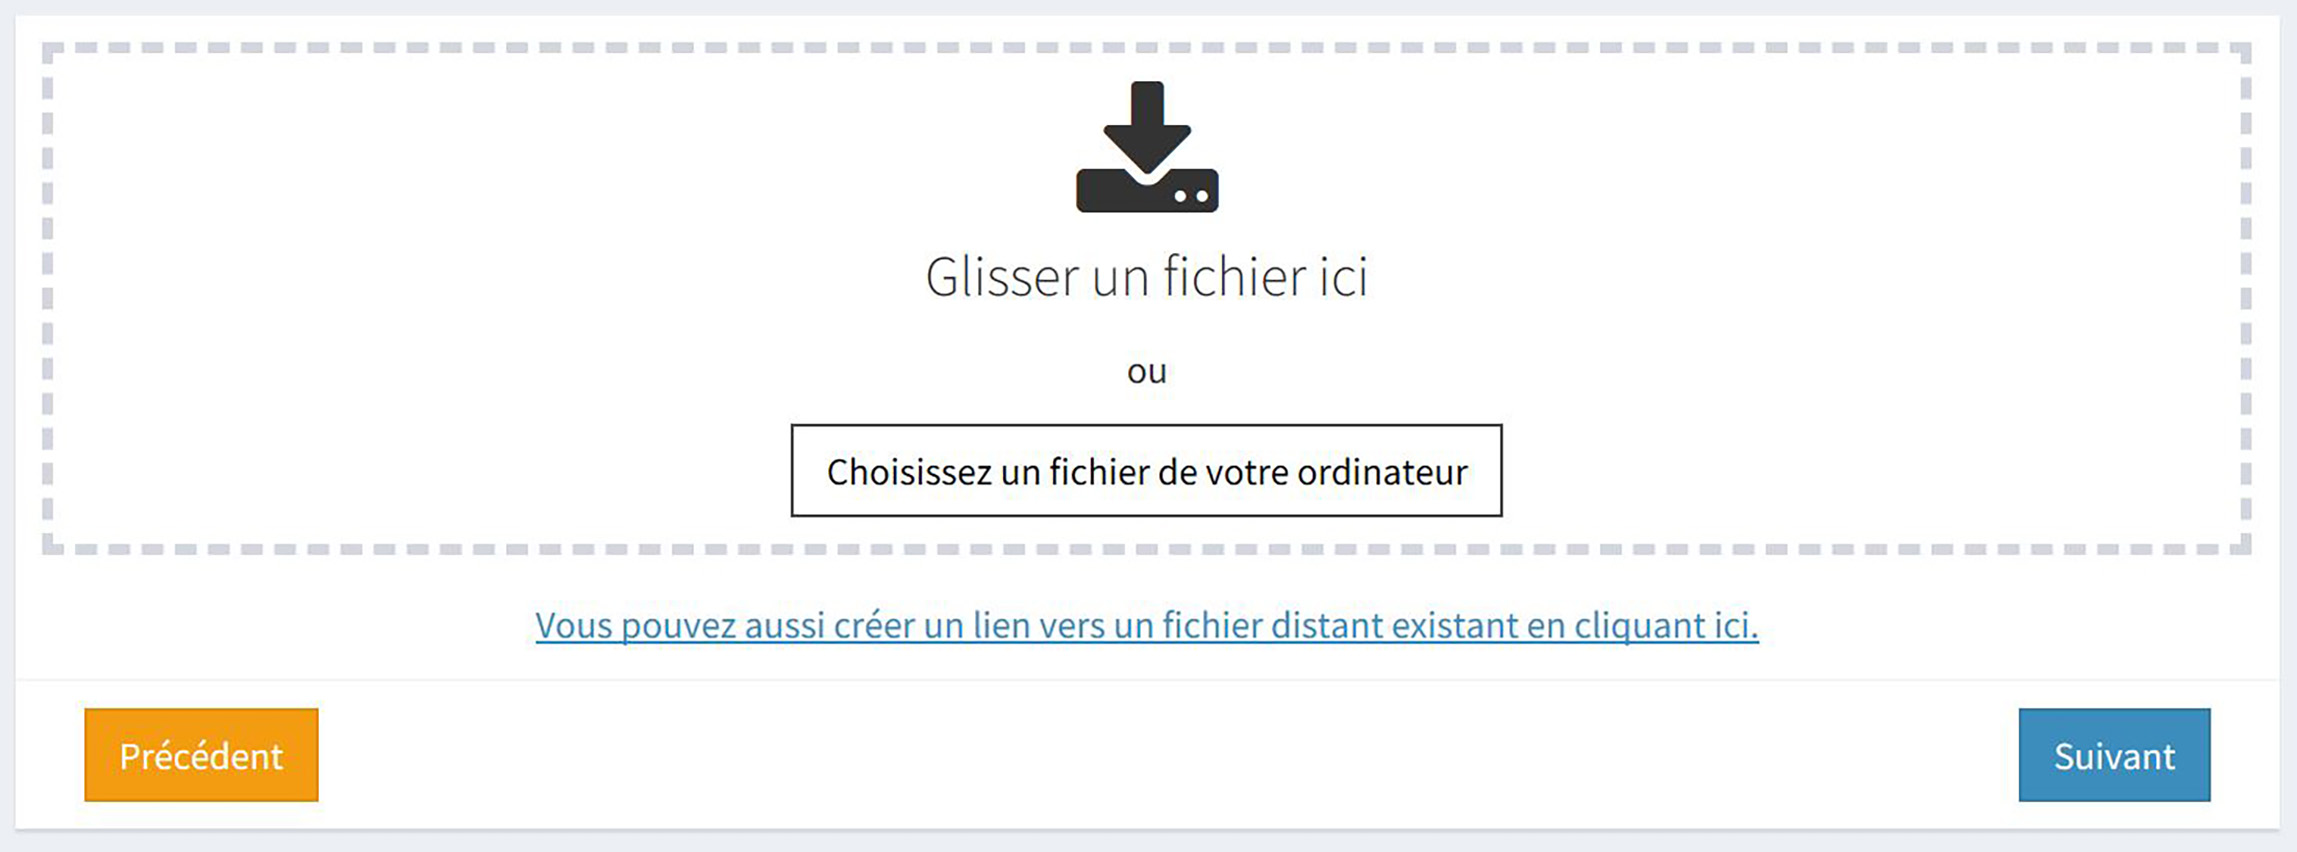 Glisser un fichier ici
ou
Choisissez un fichier de votre ordinateur
Vous pouvez aussi créer un lien vers un fichier distant existant en cliquant ici.
Précédent
Suivant